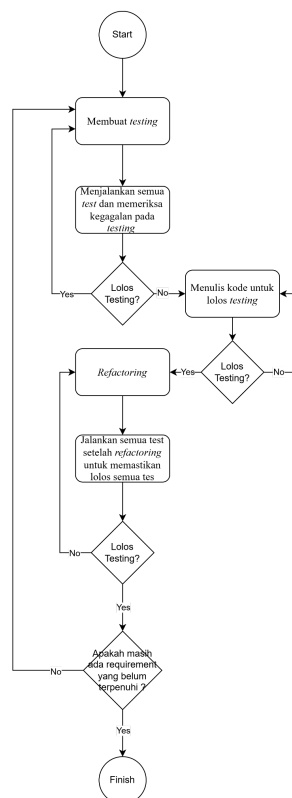 Start
Membuat testing
Menjalankan semua
test dan memeriksa
kegagalan pada
testing
Lolos
Testing?
Yes
No
Menulis kode untuk
lolos testing
Lolos
Testing?
Yes
No
Refactoring
Jalankan semua test
setelah refactoring
untuk memastikan
lolos semua tes
Lolos
Testing?
No
Yes
Apakah masih
ada requirement
yang belum
terpenuhi ?
No
Yes
Finish